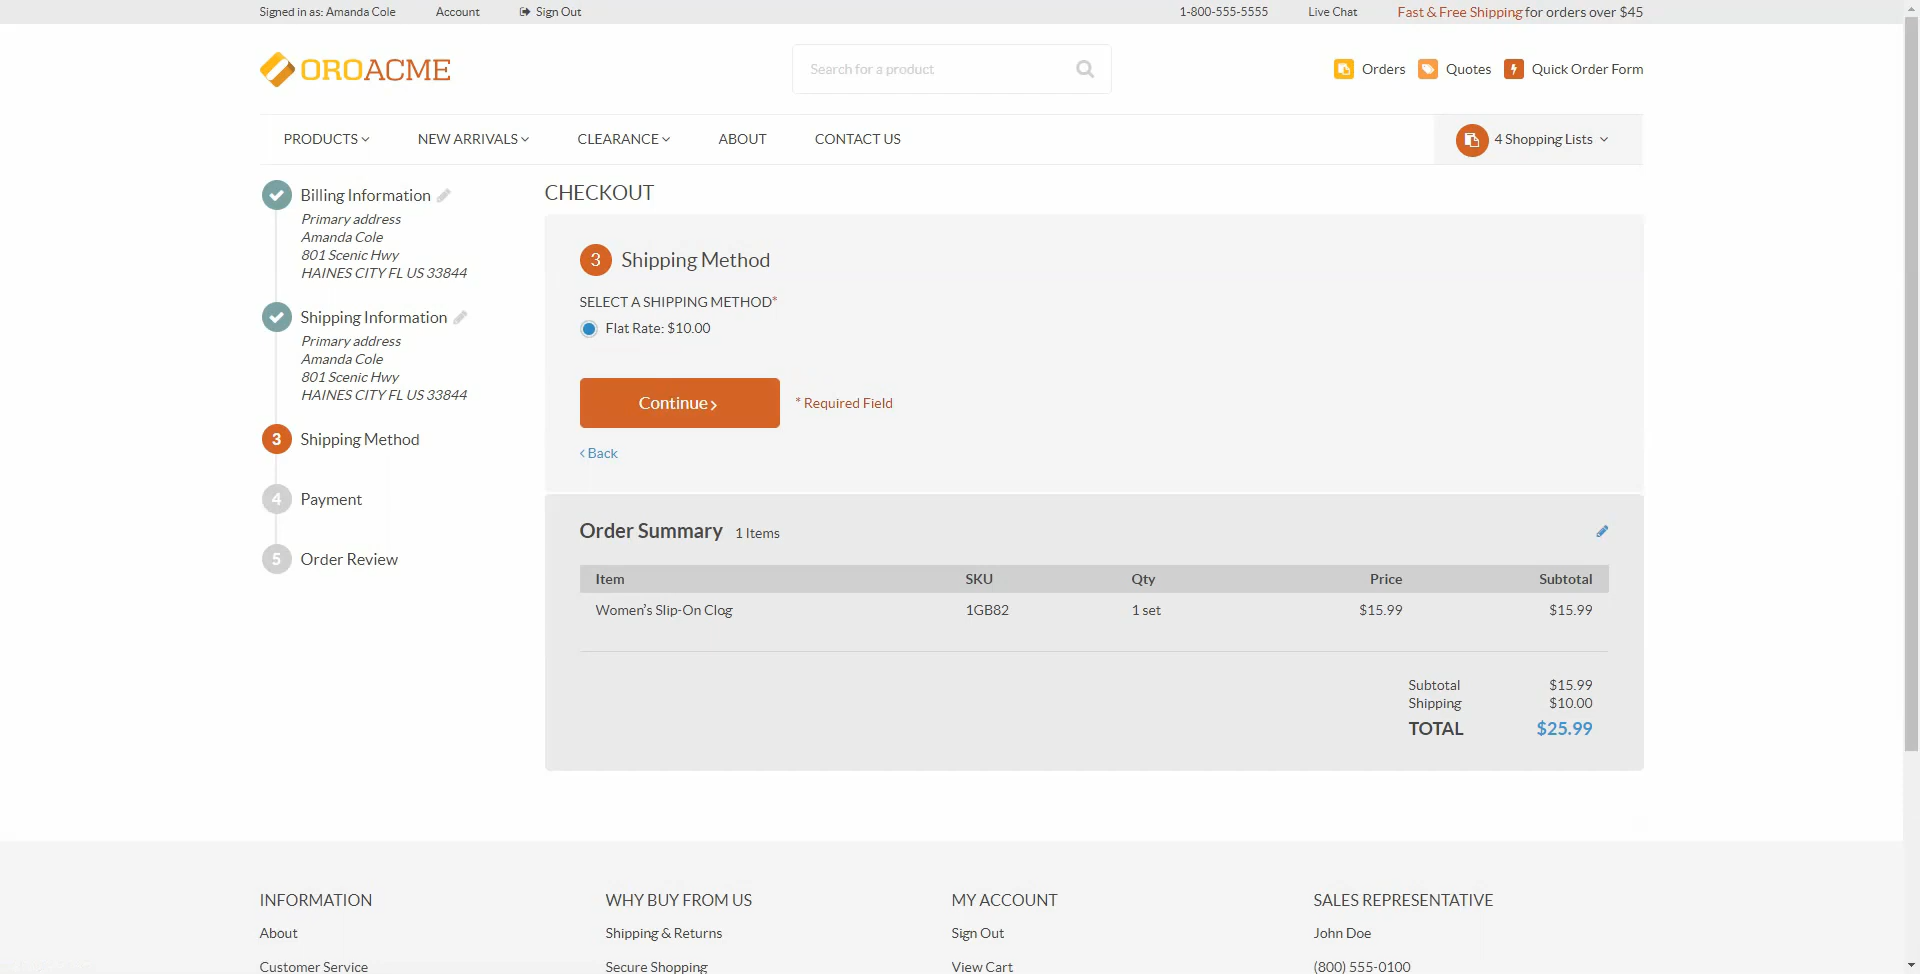 Signed in as: Amanda Cole Account Sign Out 1-800-555-5555 Live Chat Fast & Free Shipping for orders over $45
OROACME Search for a product Orders Quotes Quick Order Form
PRODUCTS NEW ARRIVALS CLEARANCE ABOUT CONTACT US 4 Shopping Lists
Billing Information
Primary address
Amanda Cole
801 Scenic Hwy
HAINES CITY FL US 33844
Shipping Information
Primary address
Amanda Cole
801 Scenic Hwy
HAINES CITY FL US 33844
3 Shipping Method
4 Payment
5 Order Review
CHECKOUT
3 Shipping Method
SELECT A SHIPPING METHOD*
Flat Rate: $10.00
Continue › * Required Field
‹ Back
Order Summary 1 Items
Item SKU Qty Price Subtotal
Women’s Slip-On Clog 1GB82 1 set $15.99 $15.99
Subtotal $15.99
Shipping $10.00
TOTAL $25.99
INFORMATION WHY BUY FROM US MY ACCOUNT SALES REPRESENTATIVE
About Shipping & Returns Sign Out John Doe
Customer Service Secure Shopping View Cart (800) 555-0100